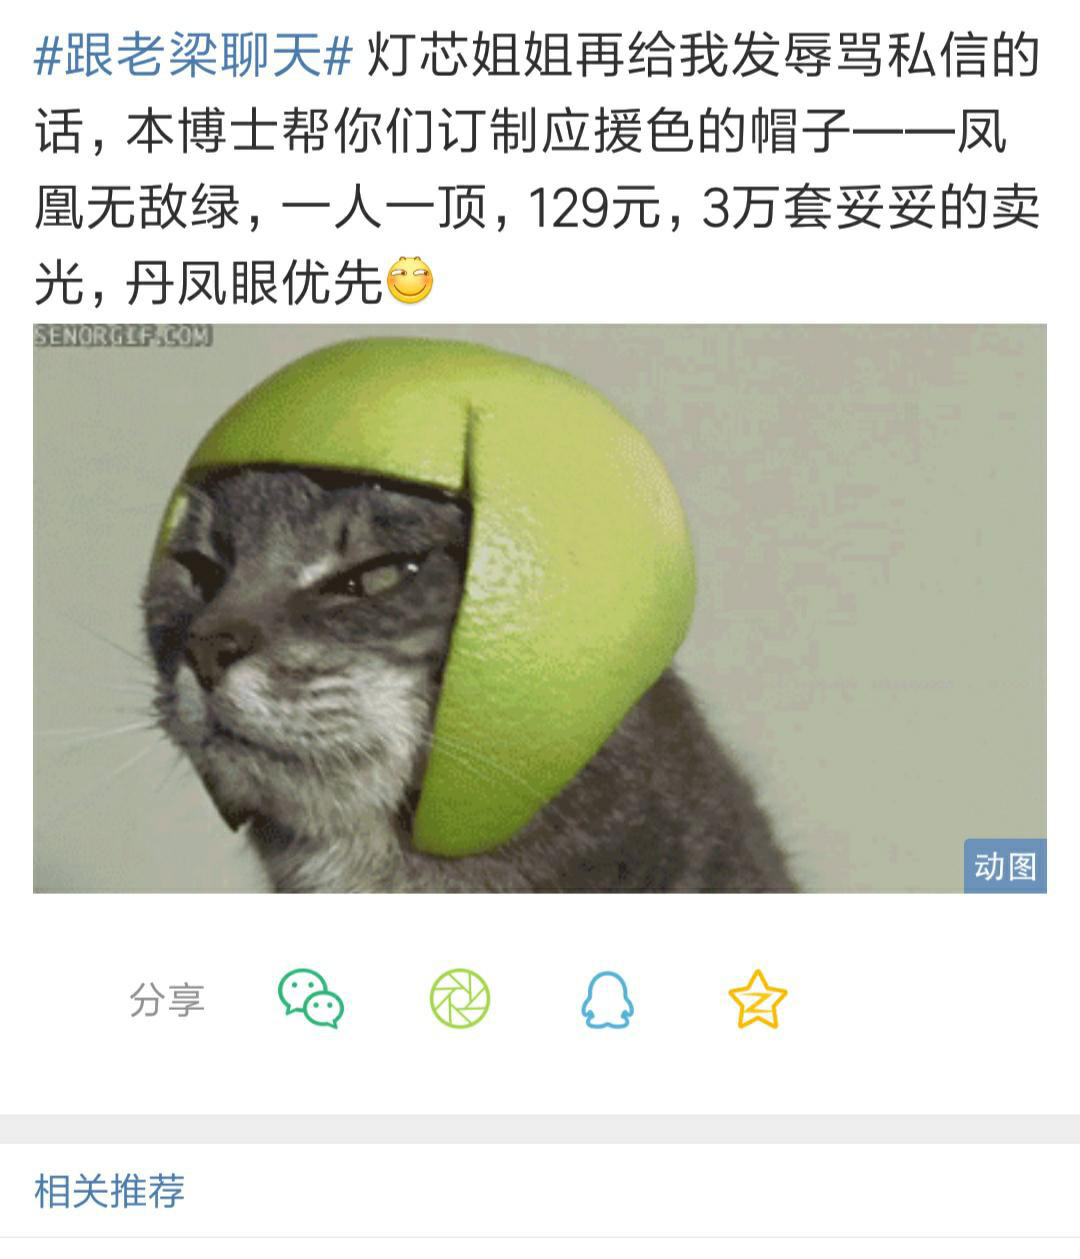 #跟老梁聊天# 灯芯姐姐再给我发辱骂私信的
话，本博士帮你们订制应援色的帽子——凤
凰无敌绿，一人一顶，129元，3万套妥妥的卖
光，丹凤眼优先
SENORGIF.COM
动图
分享
相关推荐